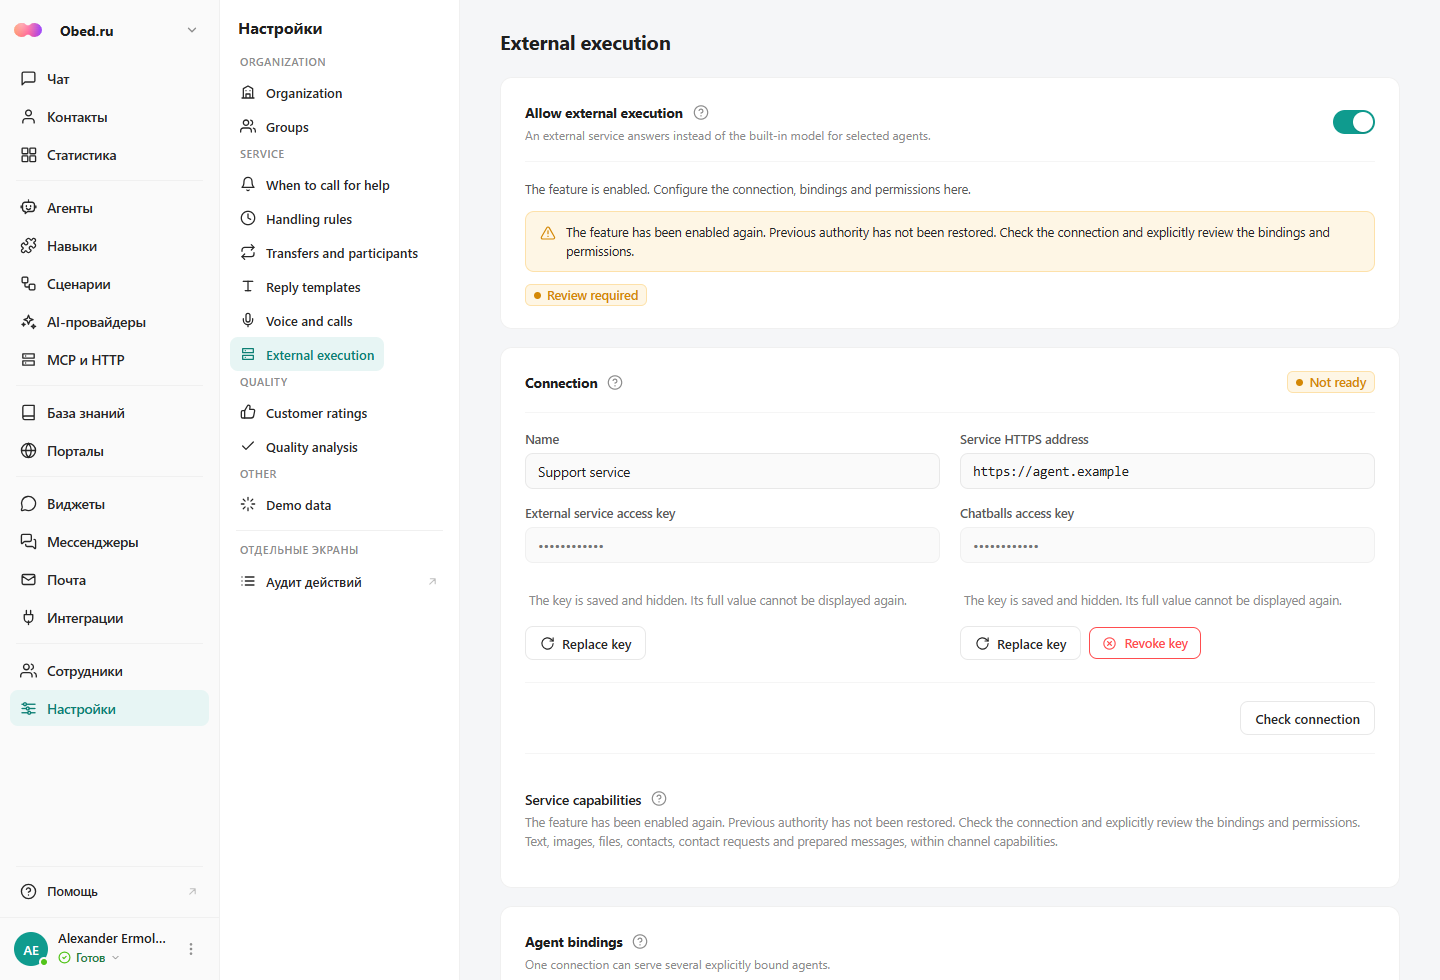 Obed.ru
Чат
Контакты
Статистика
Агенты
Навыки
Сценарии
AI-провайдеры
MCP и HTTP
База знаний
Порталы
Виджеты
Мессенджеры
Почта
Интеграции
Сотрудники
Настройки
Помощь
AE
Alexander Ermol...
Готов
Настройки
ORGANIZATION
Organization
Groups
SERVICE
When to call for help
Handling rules
Transfers and participants
Reply templates
Voice and calls
External execution
QUALITY
Customer ratings
Quality analysis
OTHER
Demo data
ОТДЕЛЬНЫЕ ЭКРАНЫ
Аудит действий
External execution
Allow external execution
An external service answers instead of the built-in model for selected agents.
The feature is enabled. Configure the connection, bindings and permissions here.
The feature has been enabled again. Previous authority has not been restored. Check the connection and explicitly review the bindings and
permissions.
Review required
Connection
Not ready
Name
Service HTTPS address
Support service
https://agent.example
External service access key
Chatballs access key
••••••••••••
••••••••••••
The key is saved and hidden. Its full value cannot be displayed again.
The key is saved and hidden. Its full value cannot be displayed again.
Replace key
Replace key
Revoke key
Check connection
Service capabilities
The feature has been enabled again. Previous authority has not been restored. Check the connection and explicitly review the bindings and permissions.
Text, images, files, contacts, contact requests and prepared messages, within channel capabilities.
Agent bindings
One connection can serve several explicitly bound agents.